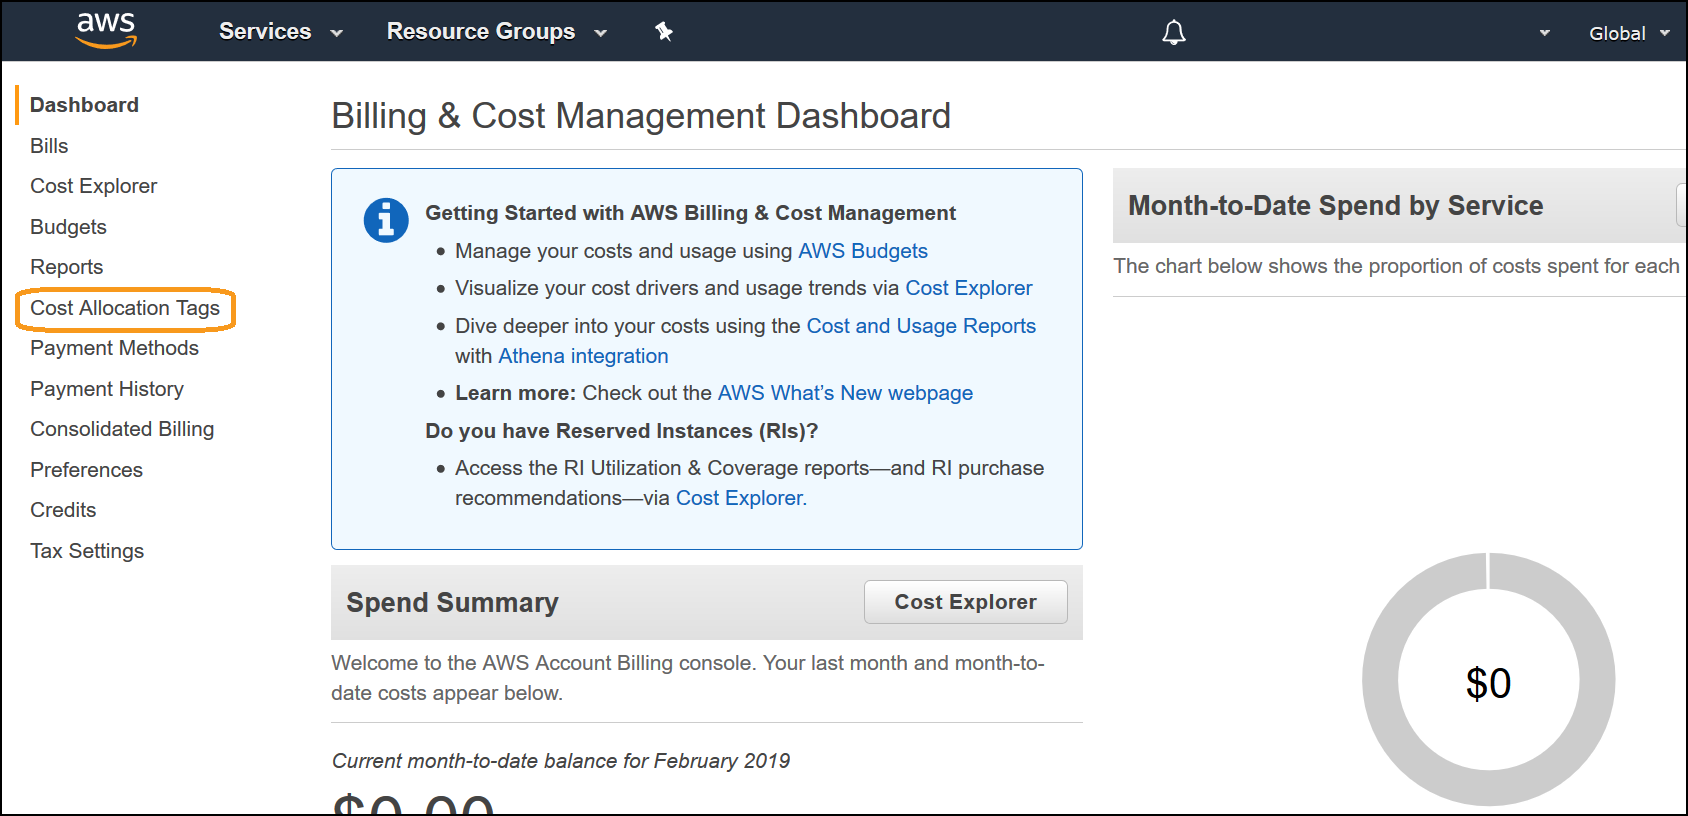 aws
Services
Resource Groups
Global
Dashboard
Bills
Cost Explorer
Budgets
Reports
Cost Allocation Tags
Payment Methods
Payment History
Consolidated Billing
Preferences
Credits
Tax Settings
Billing & Cost Management Dashboard
Getting Started with AWS Billing & Cost Management
• Manage your costs and usage using AWS Budgets
• Visualize your cost drivers and usage trends via Cost Explorer
• Dive deeper into your costs using the Cost and Usage Reports
with Athena integration
• Learn more: Check out the AWS What's New webpage
Do you have Reserved Instances (RIs)?
• Access the RI Utilization & Coverage reports—and RI purchase
recommendations—via Cost Explorer.
Spend Summary
Cost Explorer
Welcome to the AWS Account Billing console. Your last month and month-to-
date costs appear below.
Current month-to-date balance for February 2019
$0.00
Month-to-Date Spend by Service
The chart below shows the proportion of costs spent for each
$0